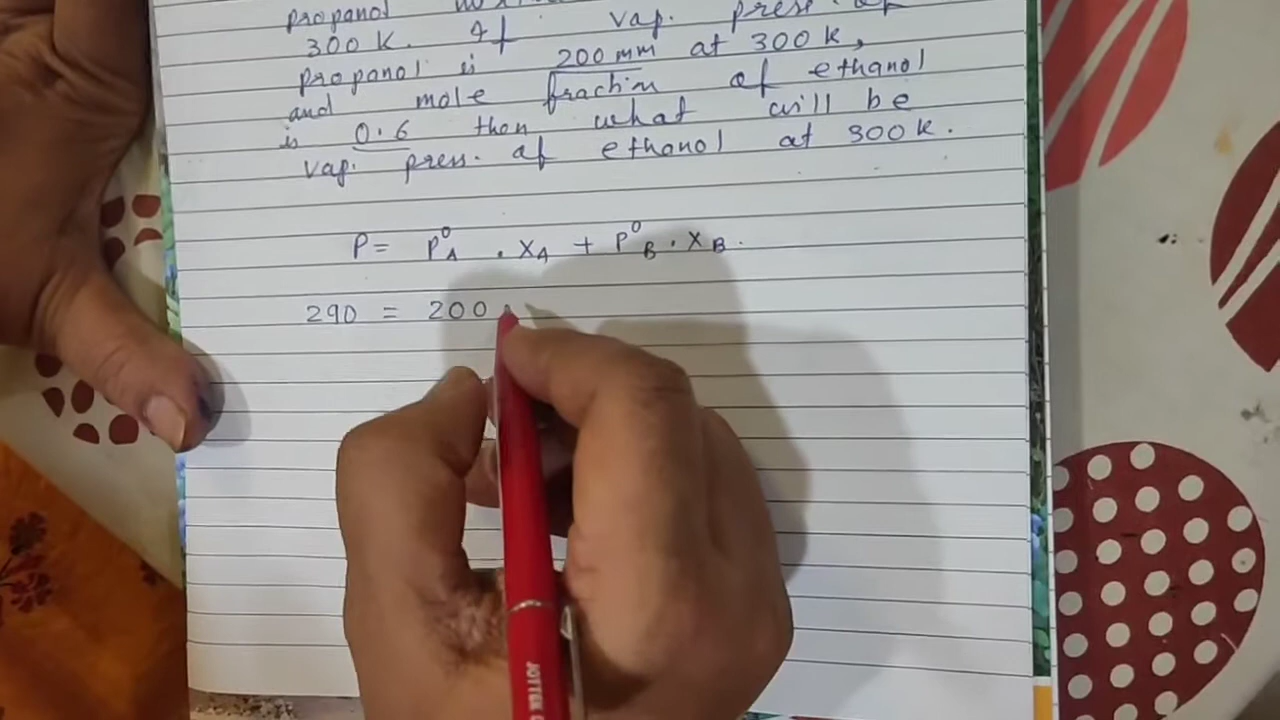 propanol
300 K. If vap. press. of
propanol is 200 mm at 300 K,
and mole fraction of ethanol
is 0.6 then what will be
vap. press. of ethanol at 300 K.
P = P°A . XA + P°B . XB.
290 = 200
JOTTEK